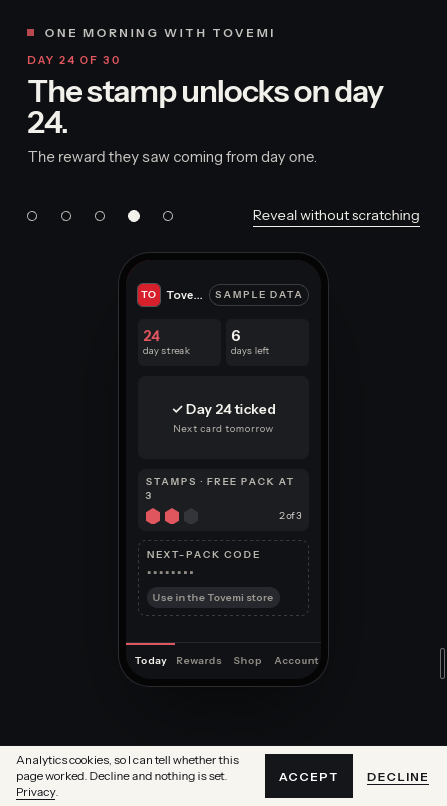 ONE MORNING WITH TOVEMI
DAY 24 OF 30
The stamp unlocks on day
24.
The reward they saw coming from day one.
Reveal without scratching
TO Tove... SAMPLE DATA
24 6
day streak days left
✓ Day 24 ticked
Next card tomorrow
STAMPS · FREE PACK AT
3
2 of 3
NEXT-PACK CODE
▪▪▪▪▪▪▪▪
Use in the Tovemi store
Today Rewards Shop Account
Analytics cookies, so I can tell whether this
page worked. Decline and nothing is set.
Privacy.
ACCEPT DECLINE